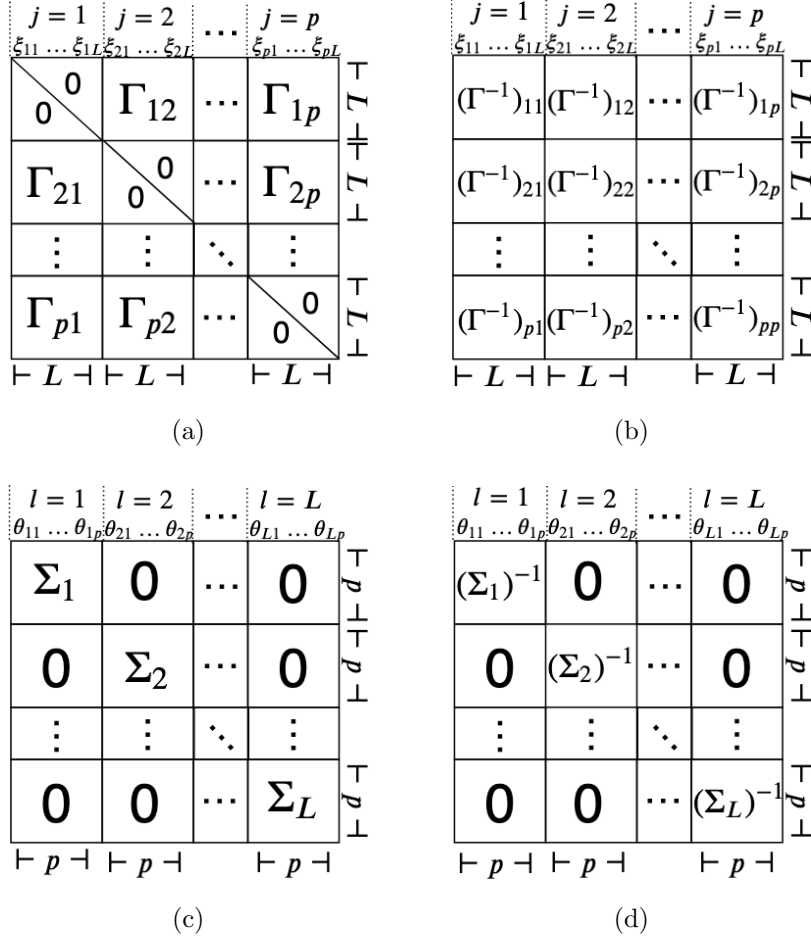 j = 1 j = 2 ⋯ j = p
ξ₁₁ … ξ₁L ξ₂₁ … ξ₂L ξp₁ … ξpL
0 0 Γ₁₂ ⋯ Γ₁p ⊢ L ⊣
Γ₂₁ 0 0 ⋯ Γ₂p ⊢ L ⊣
⋮ ⋮ ⋱ ⋮
Γp₁ Γp₂ ⋯ 0 0 ⊢ L ⊣
⊢ L ⊣ ⊢ L ⊣ ⊢ L ⊣
(a)
j = 1 j = 2 ⋯ j = p
ξ₁₁ … ξ₁L ξ₂₁ … ξ₂L ξp₁ … ξpL
(Γ⁻¹)₁₁ (Γ⁻¹)₁₂ ⋯ (Γ⁻¹)₁p ⊢ L ⊣
(Γ⁻¹)₂₁ (Γ⁻¹)₂₂ ⋯ (Γ⁻¹)₂p ⊢ L ⊣
⋮ ⋮ ⋱ ⋮
(Γ⁻¹)p₁ (Γ⁻¹)p₂ ⋯ (Γ⁻¹)pp ⊢ L ⊣
⊢ L ⊣ ⊢ L ⊣ ⊢ L ⊣
(b)
l = 1 l = 2 ⋯ l = L
θ₁₁ … θ₁p θ₂₁ … θ₂p θL₁ … θLp
Σ₁ 0 ⋯ 0 ⊢ p ⊣
0 Σ₂ ⋯ 0 ⊢ p ⊣
⋮ ⋮ ⋱ ⋮
0 0 ⋯ ΣL ⊢ p ⊣
⊢ p ⊣ ⊢ p ⊣ ⊢ p ⊣
(c)
l = 1 l = 2 ⋯ l = L
θ₁₁ … θ₁p θ₂₁ … θ₂p θL₁ … θLp
(Σ₁)⁻¹ 0 ⋯ 0 ⊢ p ⊣
0 (Σ₂)⁻¹ ⋯ 0 ⊢ p ⊣
⋮ ⋮ ⋱ ⋮
0 0 ⋯ (ΣL)⁻¹ ⊢ p ⊣
⊢ p ⊣ ⊢ p ⊣ ⊢ p ⊣
(d)